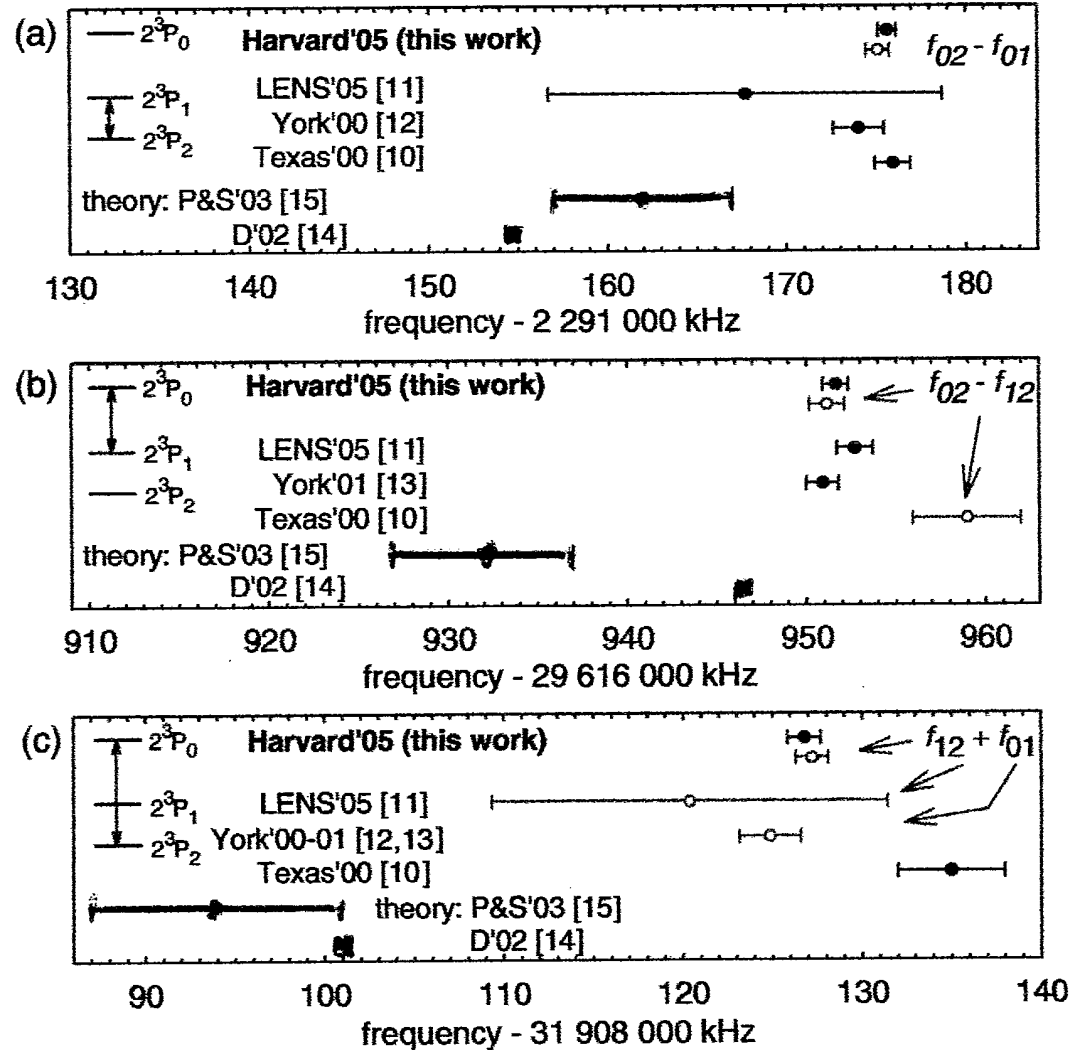 (a) 2³P₀ Harvard'05 (this work) f₀₂ - f₀₁
2³P₁ LENS'05 [11]
York'00 [12]
2³P₂ Texas'00 [10]
theory: P&S'03 [15]
D'02 [14]
130 140 150 160 170 180
frequency - 2 291 000 kHz
(b) 2³P₀ Harvard'05 (this work) f₀₂ - f₁₂
2³P₁ LENS'05 [11]
York'01 [13]
2³P₂ Texas'00 [10]
theory: P&S'03 [15]
D'02 [14]
910 920 930 940 950 960
frequency - 29 616 000 kHz
(c) 2³P₀ Harvard'05 (this work) f₁₂ + f₀₁
2³P₁ LENS'05 [11]
2³P₂ York'00-01 [12,13]
Texas'00 [10]
theory: P&S'03 [15]
D'02 [14]
90 100 110 120 130 140
frequency - 31 908 000 kHz